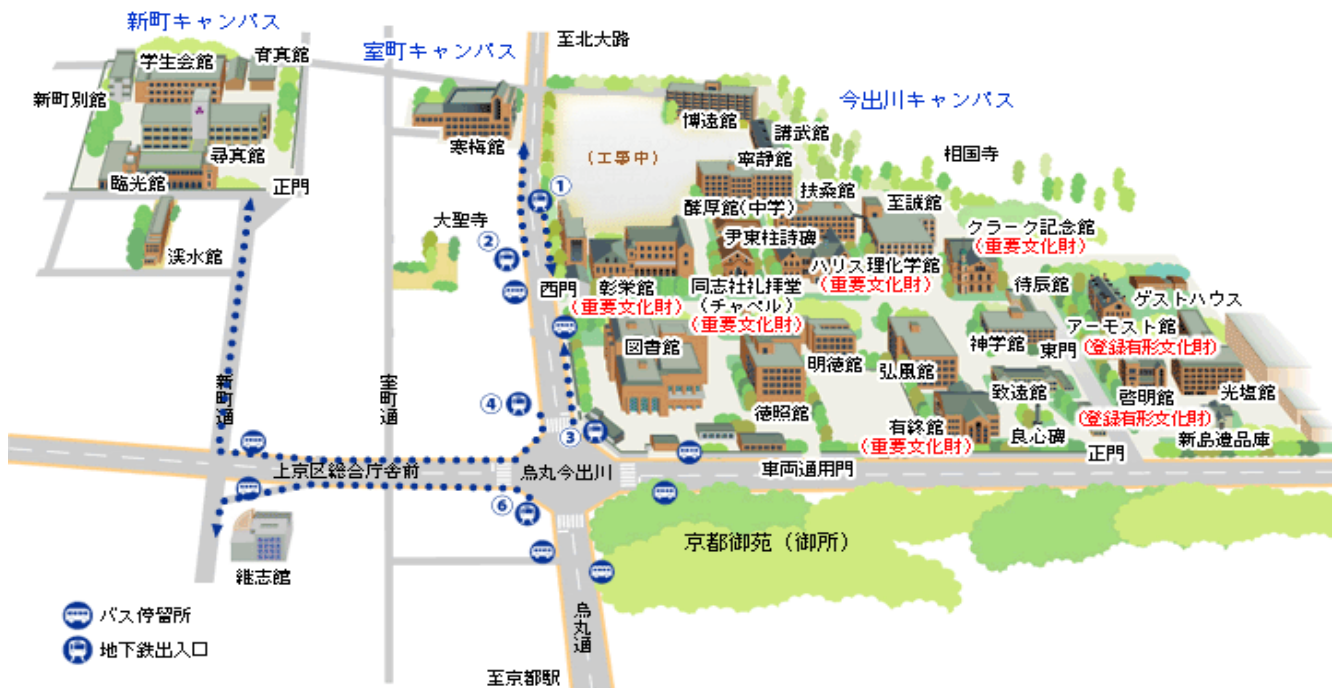 新町キャンパス
学生会館
育真館
新町別館
尋真館
臨光館
正門
渓水館
室町キャンパス
寒梅館
大聖寺
至北大路
今出川キャンパス
博遠館
講武館
(工事中)
寧静館
相国寺
扶桑館
至誠館
醵厚館(中学)
尹東柱詩碑
クラーク記念館
(重要文化財)
ハリス理化学館
(重要文化財)
①
②
西門
彰栄館
(重要文化財)
同志社礼拝堂
(チャペル)
(重要文化財)
待辰館
ゲストハウス
アーモスト館
(登録有形文化財)
神学館
東門
図書館
明徳館
弘風館
致遠館
啓明館
(登録有形文化財)
光塩館
徳照館
有終館
(重要文化財)
良心碑
新島遺品庫
正門
車両通用門
新町通
室町通
④
③
上京区総合庁舎前
烏丸今出川
⑥
京都御苑(御所)
継志館
烏丸通
至京都駅
バス停留所
地下鉄出入口